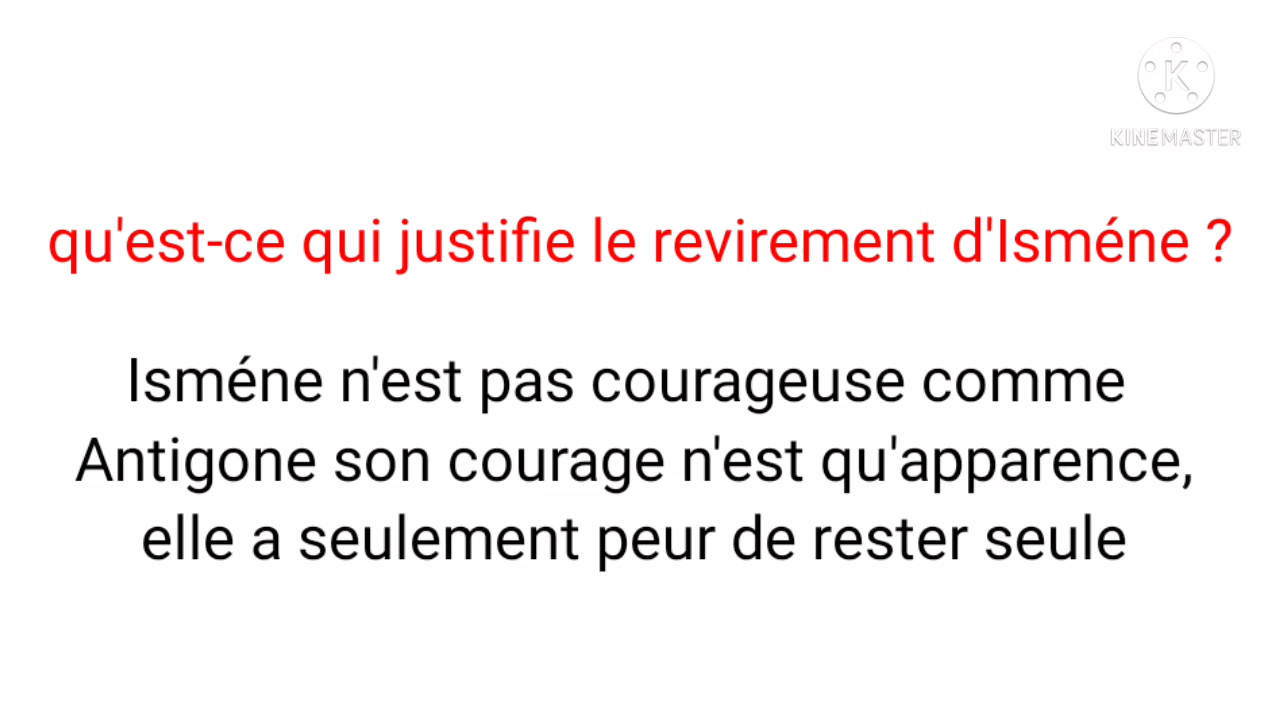 K
KINEMASTER
qu'est-ce qui justifie le revirement d'Isméne ?
Isméne n'est pas courageuse comme
Antigone son courage n'est qu'apparence,
elle a seulement peur de rester seule